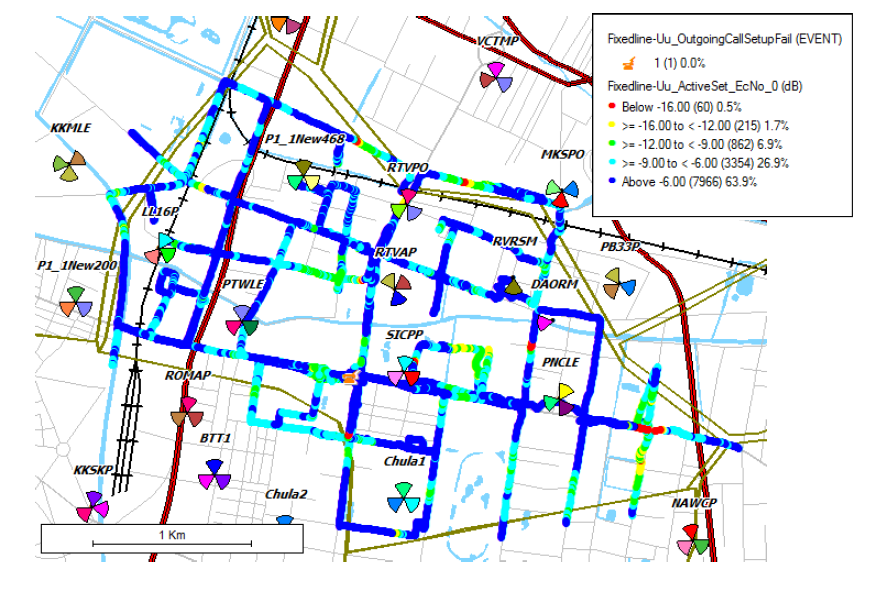 VCTMP
Fixedline-Uu_OutgoingCallSetupFail (EVENT)
1 (1) 0.0%
Fixedline-Uu_ActiveSet_EcNo_0 (dB)
Below -16.00 (60) 0.5%
>= -16.00 to < -12.00 (215) 1.7%
>= -12.00 to < -9.00 (862) 6.9%
>= -9.00 to < -6.00 (3354) 26.9%
Above -6.00 (7966) 63.9%
KKMLE
P1_1New468
RTVPO
MKSPO
LL16P
RTVAP
RVRSM
PB33P
P1_1New200
PTWLE
DAORM
SICPP
PNCLE
ROMAP
BTT1
KKSKP
Chula1
Chula2
NAWCP
1 Km